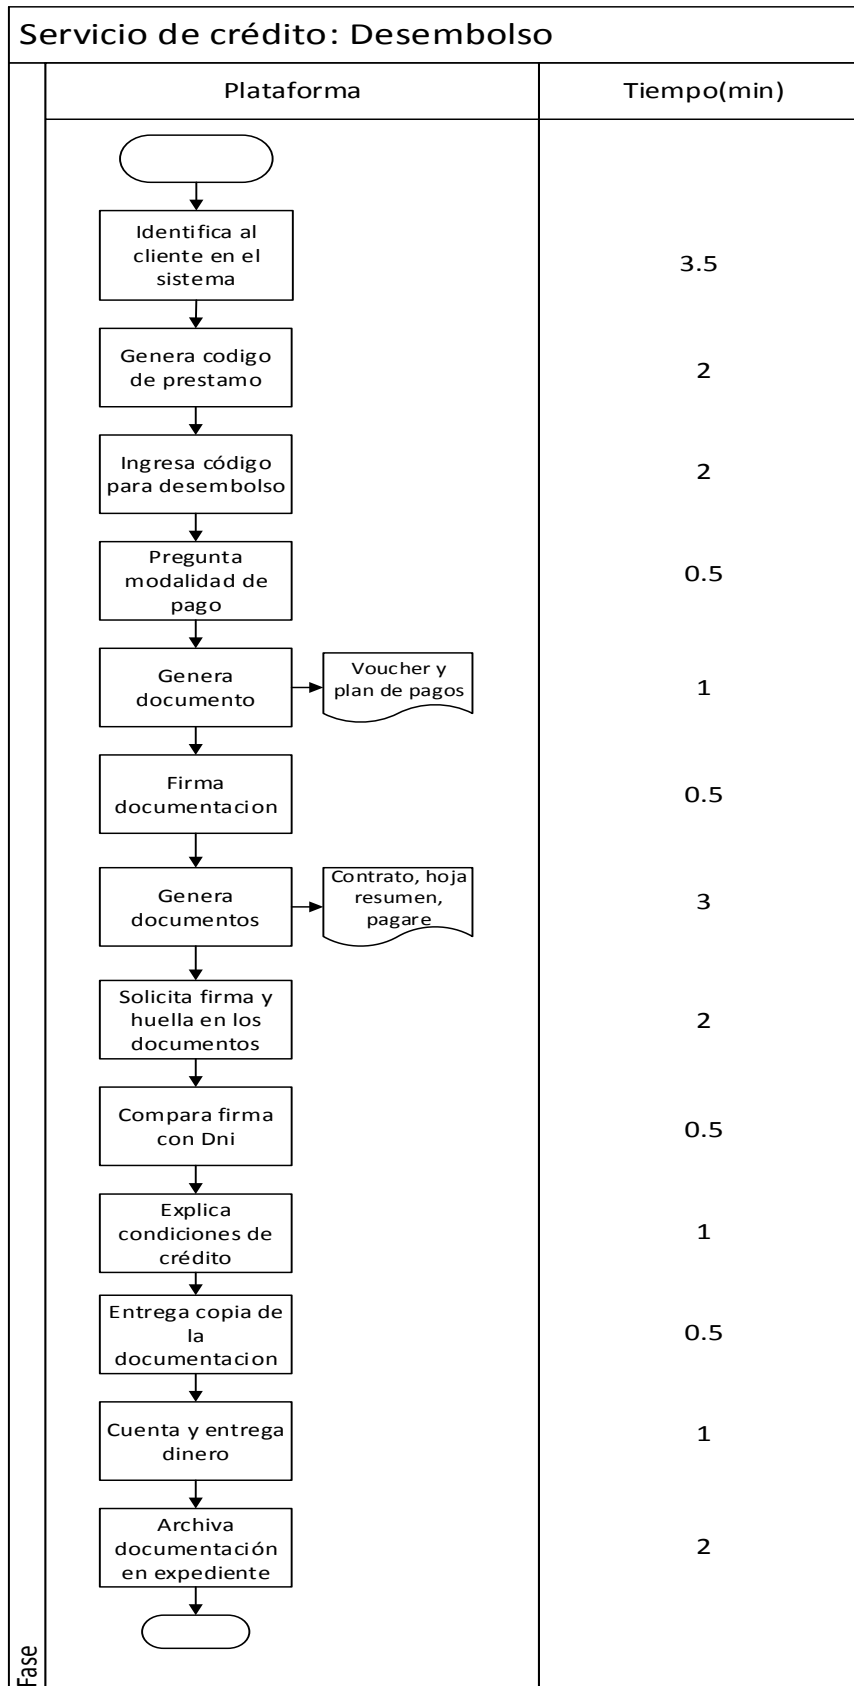 Servicio de crédito: Desembolso
Plataforma
Tiempo(min)
Identifica al
cliente en el
sistema
3.5
Genera codigo
de prestamo
2
Ingresa código
para desembolso
2
Pregunta
modalidad de
pago
0.5
Genera
documento
Voucher y
plan de pagos
1
Firma
documentacion
0.5
Genera
documentos
Contrato, hoja
resumen,
pagare
3
Solicita firma y
huella en los
documentos
2
Compara firma
con Dni
0.5
Explica
condiciones de
crédito
1
Entrega copia de
la
documentacion
0.5
Cuenta y entrega
dinero
1
Archiva
documentación
en expediente
2
Fase